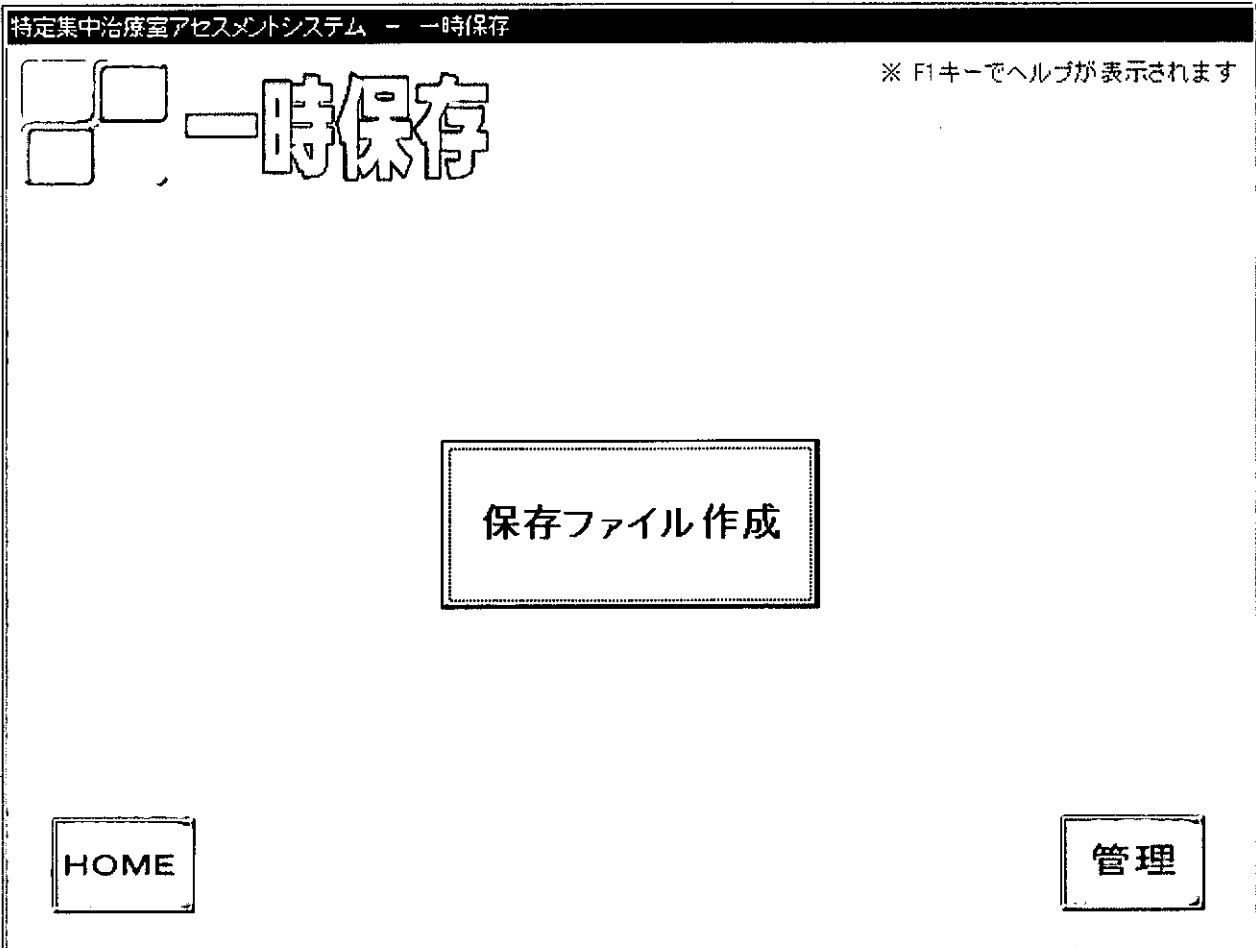 特定集中治療室アセスメントシステム － 一時保存
※ F1キーでヘルプが表示されます
一時保存
保存ファイル作成
HOME
管理